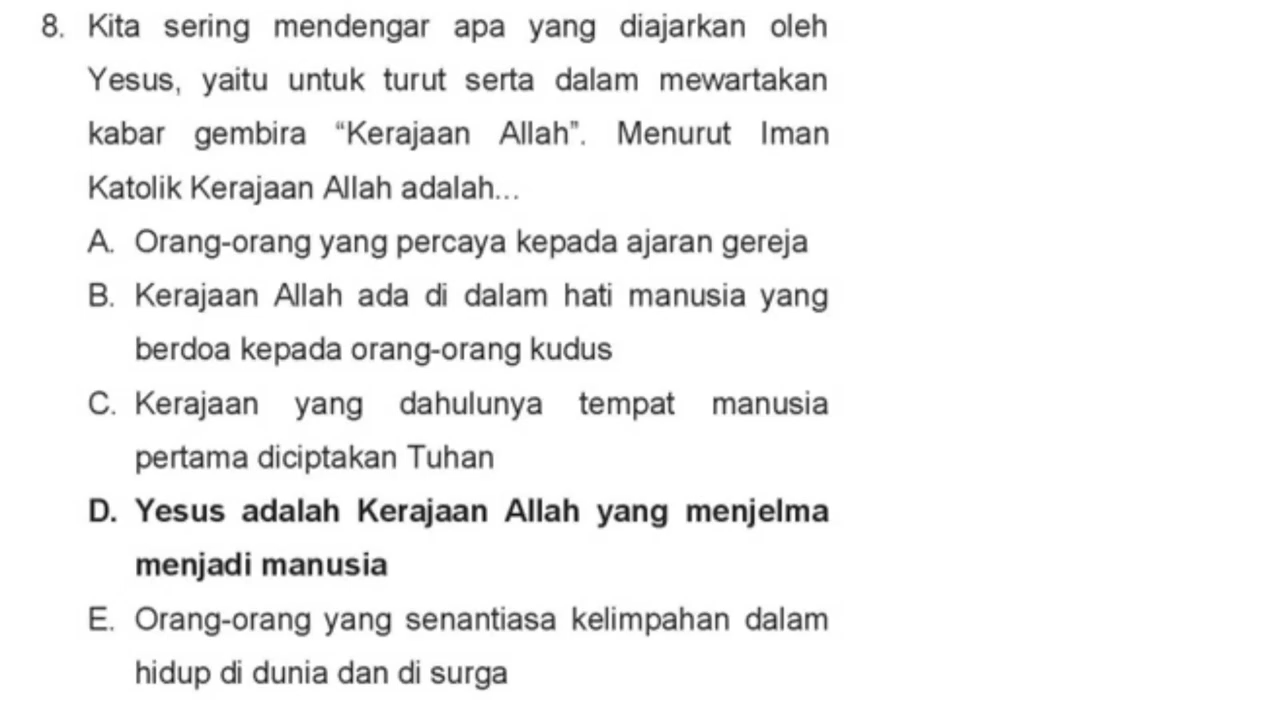 8. Kita sering mendengar apa yang diajarkan oleh
Yesus, yaitu untuk turut serta dalam mewartakan
kabar gembira “Kerajaan Allah”. Menurut Iman
Katolik Kerajaan Allah adalah...
A. Orang-orang yang percaya kepada ajaran gereja
B. Kerajaan Allah ada di dalam hati manusia yang
berdoa kepada orang-orang kudus
C. Kerajaan yang dahulunya tempat manusia
pertama diciptakan Tuhan
D. Yesus adalah Kerajaan Allah yang menjelma
menjadi manusia
E. Orang-orang yang senantiasa kelimpahan dalam
hidup di dunia dan di surga